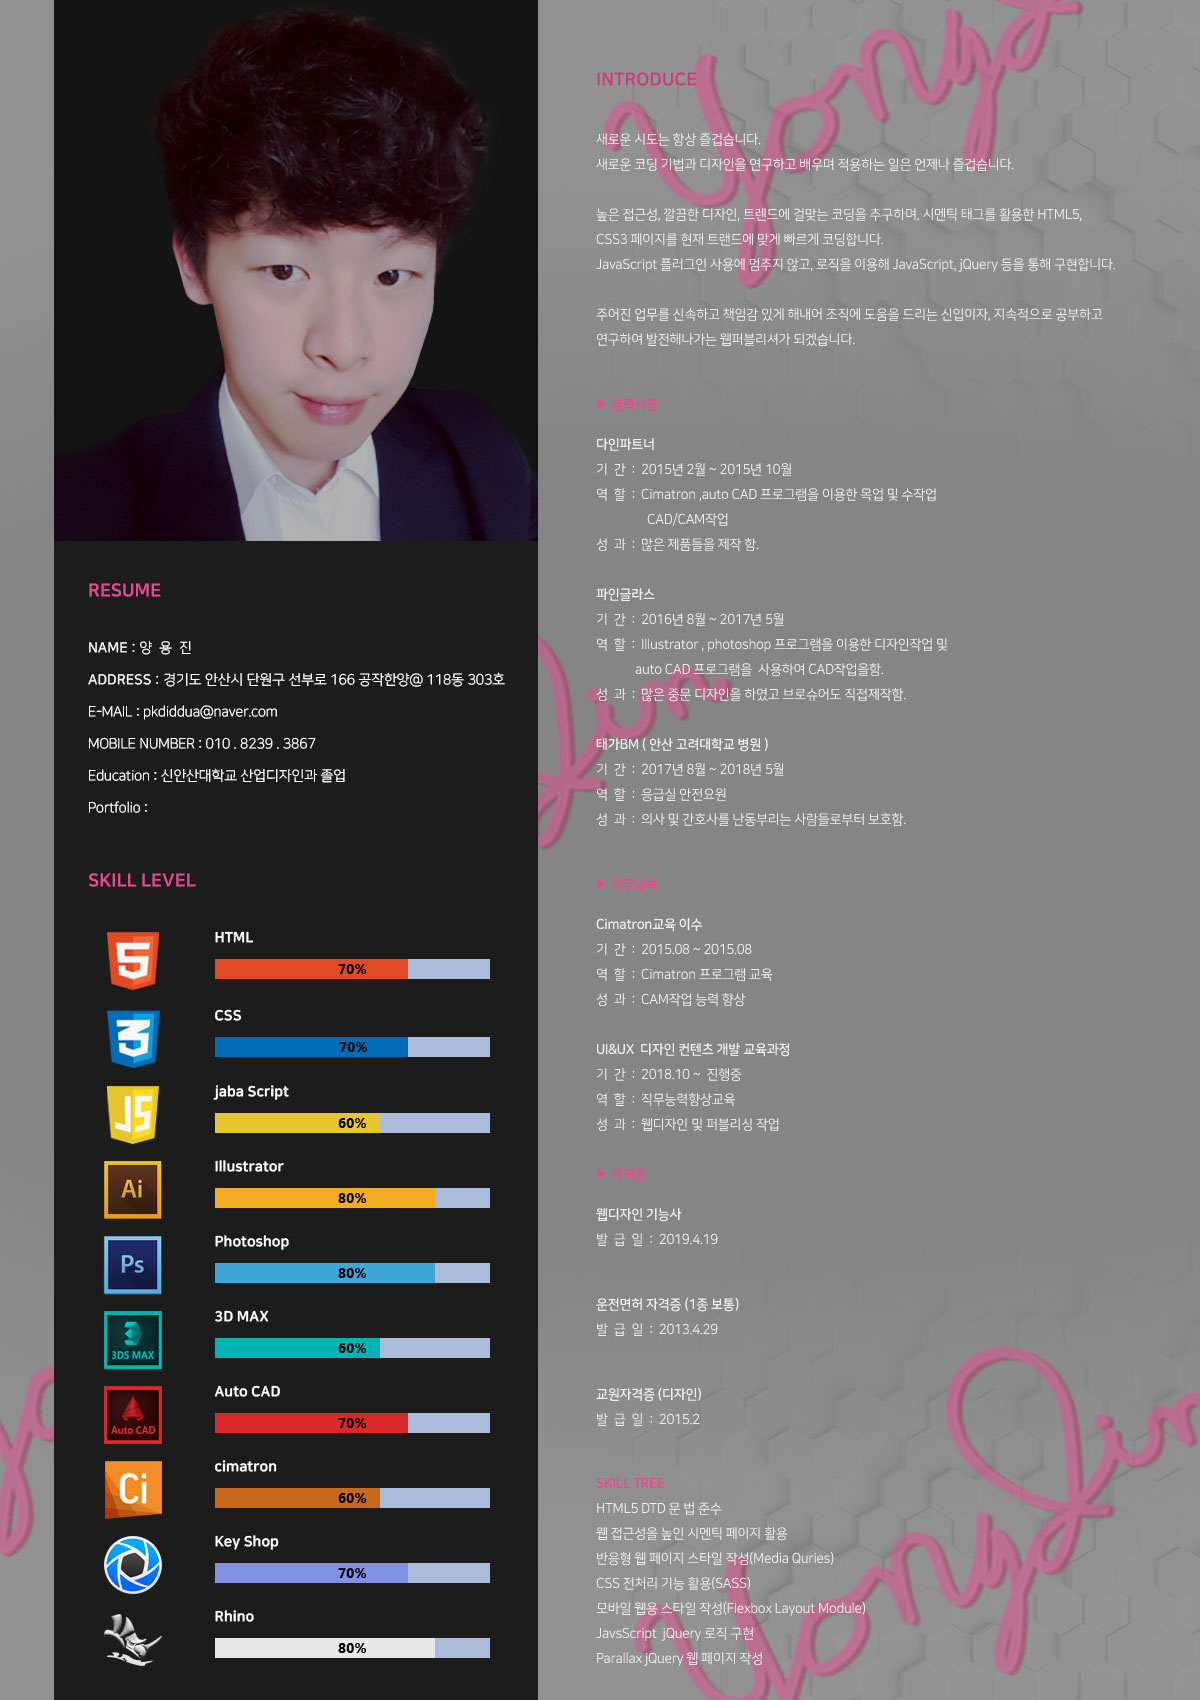 RESUME
NAME : 양 용 진
ADDRESS : 경기도 안산시 단원구 선부로 166 공작한양@ 118동 303호
E-MAIL : pkdiddua@naver.com
MOBILE NUMBER : 010 . 8239 . 3867
Education : 신안산대학교 산업디자인과 졸업
Portfolio :
SKILL LEVEL
5
HTML
70%
3
CSS
70%
JS
jaba Script
60%
Ai
Illustrator
80%
Ps
Photoshop
80%
3DS MAX
3D MAX
60%
Auto CAD
Auto CAD
70%
Ci
cimatron
60%
Key Shop
70%
Rhino
80%
INTRODUCE
새로운 시도는 항상 즐겁습니다.
새로운 코딩 기법과 디자인을 연구하고 배우며 적용하는 일은 언제나 즐겁습니다.
높은 접근성, 깔끔한 디자인, 트렌드에 걸맞는 코딩을 추구하며, 시멘틱 태그를 활용한 HTML5,
CSS3 페이지를 현재 트랜드에 맞게 빠르게 코딩합니다.
JavaScript 플러그인 사용에 멈추지 않고, 로직을 이용해 JavaScript, jQuery 등을 통해 구현합니다.
주어진 업무를 신속하고 책임감 있게 해내어 조직에 도움을 드리는 신입이자, 지속적으로 공부하고
연구하여 발전해나가는 웹퍼블리셔가 되겠습니다.
▶ 경력사항
다인파트너
기 간 : 2015년 2월 ~ 2015년 10월
역 할 : Cimatron ,auto CAD 프로그램을 이용한 목업 및 수작업
CAD/CAM작업
성 과 : 많은 제품들을 제작 함.
파인글라스
기 간 : 2016년 8월 ~ 2017년 5월
역 할 : Illustrator , photoshop 프로그램을 이용한 디자인작업 및
auto CAD 프로그램을 사용하여 CAD작업을함.
성 과 : 많은 중문 디자인을 하였고 브로슈어도 직접제작함.
태가BM ( 안산 고려대학교 병원 )
기 간 : 2017년 8월 ~ 2018년 5월
역 할 : 응급실 안전요원
성 과 : 의사 및 간호사를 난동부리는 사람들로부터 보호함.
▶ 직무교육
Cimatron교육 이수
기 간 : 2015.08 ~ 2015.08
역 할 : Cimatron 프로그램 교육
성 과 : CAM작업 능력 향상
UI&UX 디자인 컨텐츠 개발 교육과정
기 간 : 2018.10 ~ 진행중
역 할 : 직무능력향상교육
성 과 : 웹디자인 및 퍼블리싱 작업
▶ 자격증
웹디자인 기능사
발 급 일 : 2019.4.19
운전면허 자격증 (1종 보통)
발 급 일 : 2013.4.29
교원자격증 (디자인)
발 급 일 : 2015.2
SKILL TREE
HTML5 DTD 문 법 준수
웹 접근성을 높인 시멘틱 페이지 활용
반응형 웹 페이지 스타일 작성(Media Quries)
CSS 전처리 기능 활용(SASS)
모바일 웹용 스타일 작성(Flexbox Layout Module)
JavsScript jQuery 로직 구현
Parallax jQuery 웹 페이지 작성